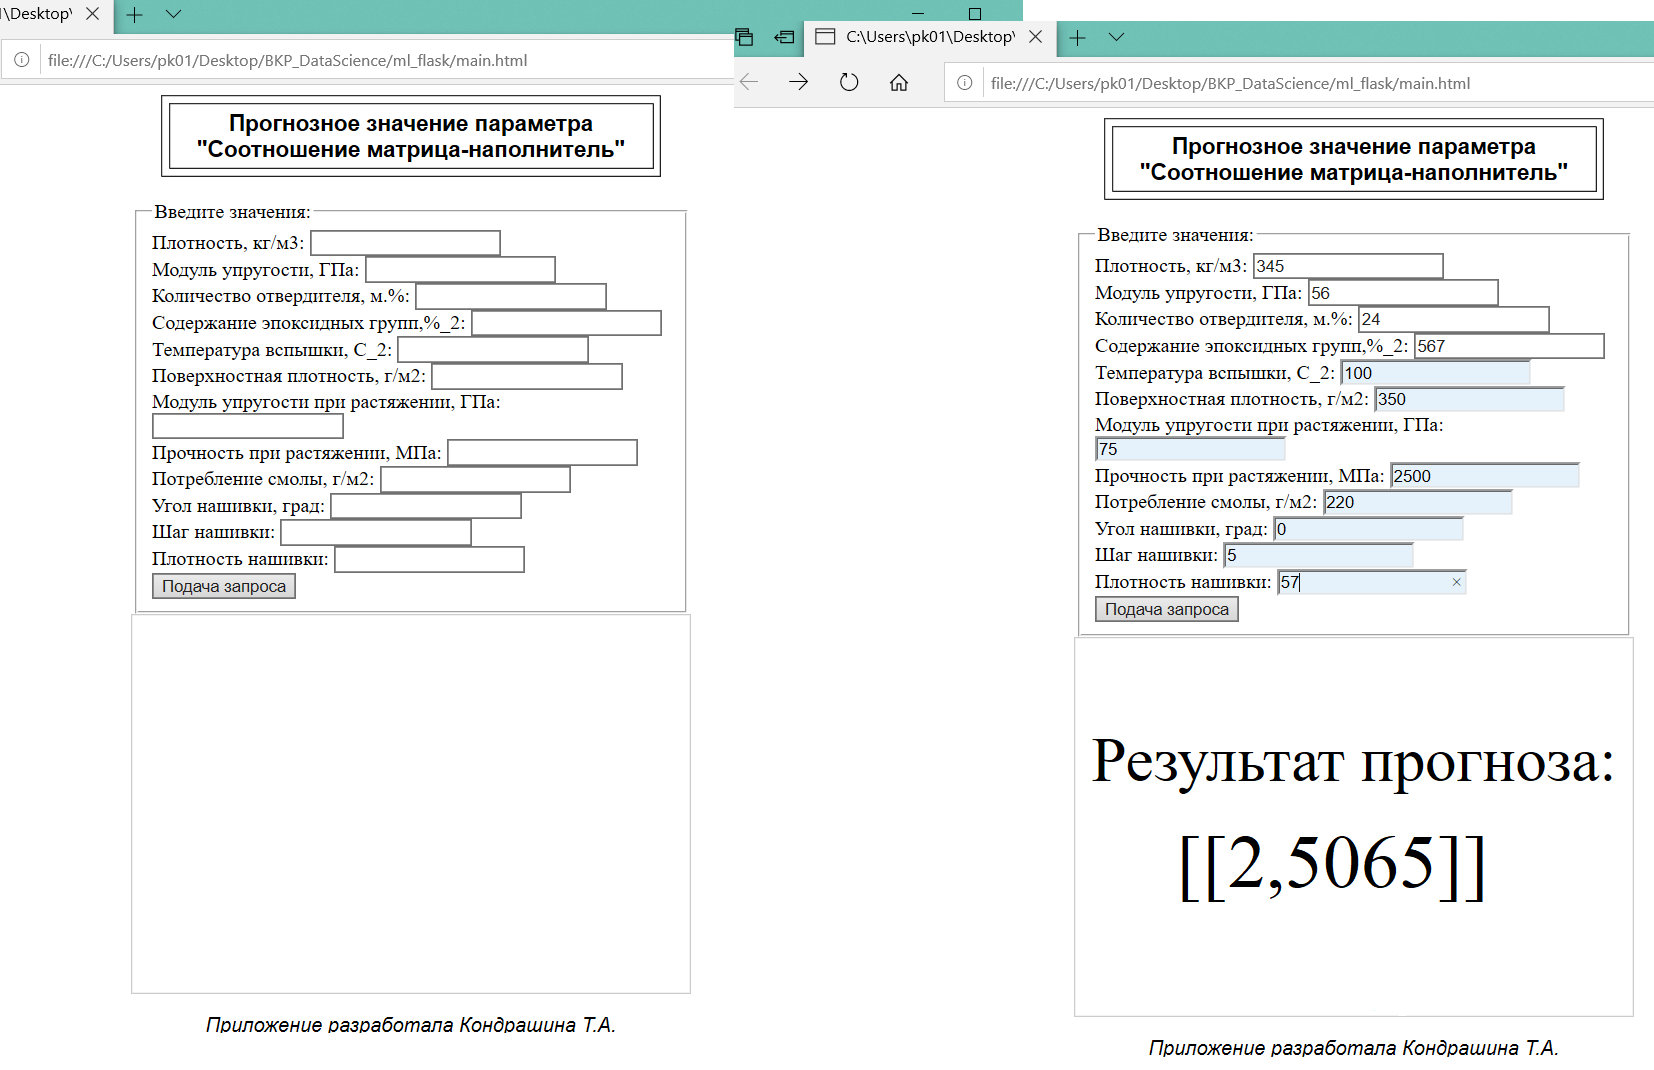 \Desktop\
file:///C:/Users/pk01/Desktop/BKP_DataScience/ml_flask/main.html
Прогнозное значение параметра
"Соотношение матрица-наполнитель"
Введите значения:
Плотность, кг/м3:
Модуль упругости, ГПа:
Количество отвердителя, м.%:
Содержание эпоксидных групп,%_2:
Температура вспышки, С_2:
Поверхностная плотность, г/м2:
Модуль упругости при растяжении, ГПа:
Прочность при растяжении, МПа:
Потребление смолы, г/м2:
Угол нашивки, град:
Шаг нашивки:
Плотность нашивки:
Подача запроса
Приложение разработала Кондрашина Т.А.
C:\Users\pk01\Desktop\
file:///C:/Users/pk01/Desktop/BKP_DataScience/ml_flask/main.html
Прогнозное значение параметра
"Соотношение матрица-наполнитель"
Введите значения:
Плотность, кг/м3: 345
Модуль упругости, ГПа: 56
Количество отвердителя, м.%: 24
Содержание эпоксидных групп,%_2: 567
Температура вспышки, С_2: 100
Поверхностная плотность, г/м2: 350
Модуль упругости при растяжении, ГПа:
75
Прочность при растяжении, МПа: 2500
Потребление смолы, г/м2: 220
Угол нашивки, град: 0
Шаг нашивки: 5
Плотность нашивки: 57
Подача запроса
Результат прогноза:
[[2,5065]]
Приложение разработала Кондрашина Т.А.